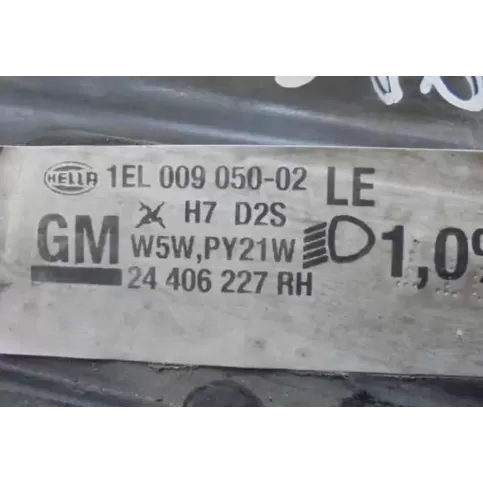 HELLA 1EL 009 050-02 LE
H7 D2S
GM W5W,PY21W 1,0%
24 406 227 RH